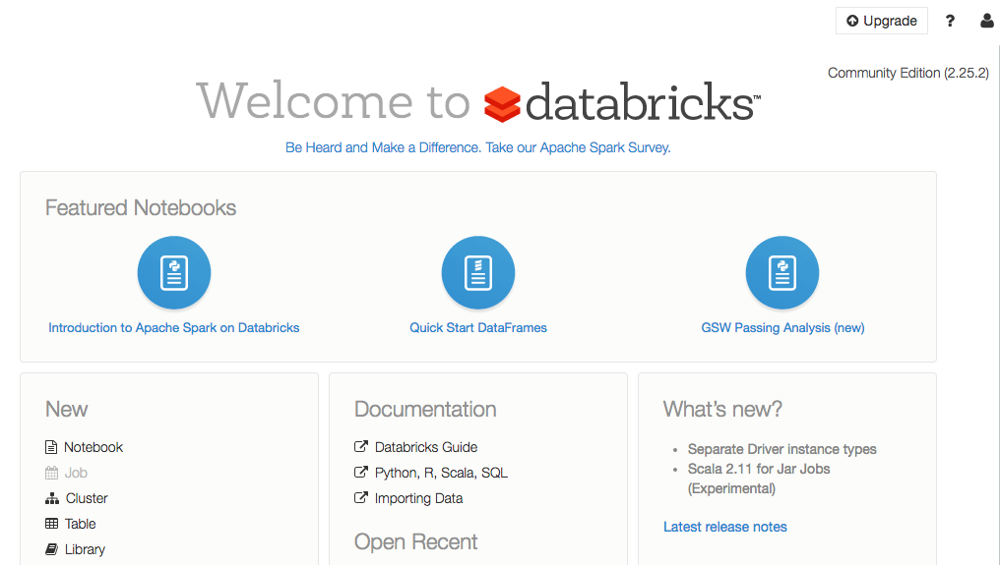 Upgrade ?
Community Edition (2.25.2)
Welcome to databricks™
Be Heard and Make a Difference. Take our Apache Spark Survey.
Featured Notebooks
Introduction to Apache Spark on Databricks
Quick Start DataFrames
GSW Passing Analysis (new)
New
Notebook
Job
Cluster
Table
Library
Documentation
Databricks Guide
Python, R, Scala, SQL
Importing Data
Open Recent
What's new?
• Separate Driver instance types
• Scala 2.11 for Jar Jobs
(Experimental)
Latest release notes